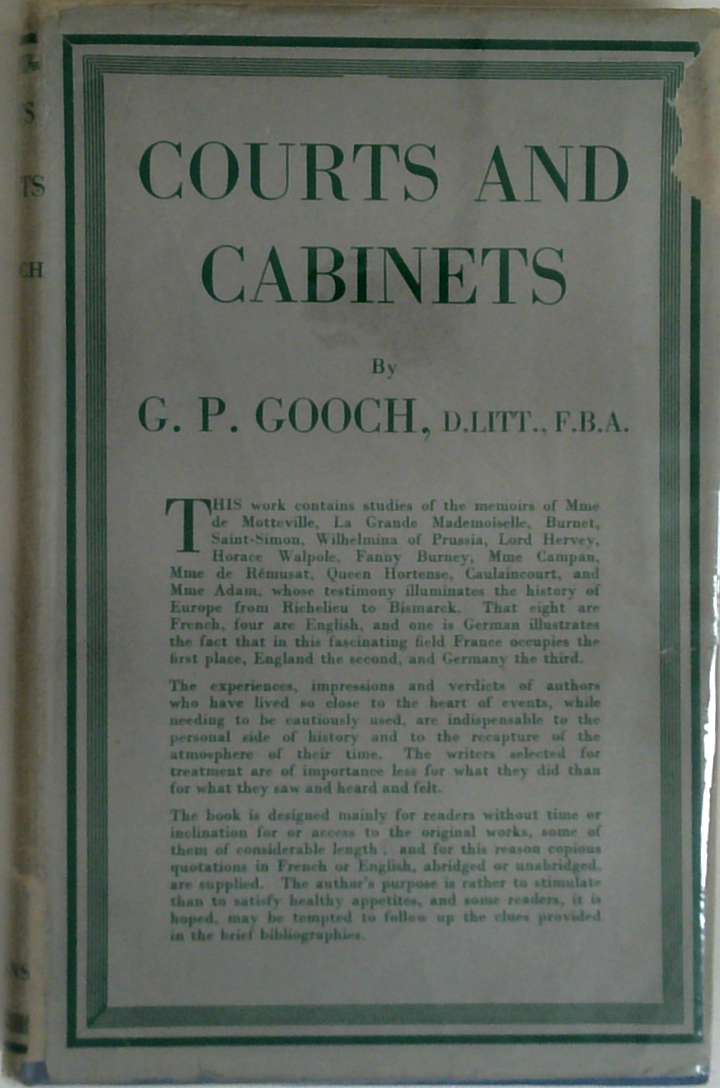 COURTS AND
CABINETS
By
G. P. GOOCH, D.LITT., F.B.A.
THIS work contains studies of the memoirs of Mme
de Motteville, La Grande Mademoiselle, Burnet,
Saint-Simon, Wilhelmina of Prussia, Lord Hervey,
Horace Walpole, Fanny Burney, Mme Campan,
Mme de Rémusat, Queen Hortense, Caulaincourt, and
Mme Adam, whose testimony illuminates the history of
Europe from Richelieu to Bismarck. That eight are
French, four are English, and one is German illustrates
the fact that in this fascinating field France occupies the
first place, England the second, and Germany the third.
The experiences, impressions and verdicts of authors
who have lived so close to the heart of events, while
needing to be cautiously used, are indispensable to the
personal side of history and to the recapture of the
atmosphere of their time. The writers selected for
treatment are of importance less for what they did than
for what they saw and heard and felt.
The book is designed mainly for readers without time or
inclination for or access to the original works, some of
them of considerable length; and for this reason copious
quotations in French or English, abridged or unabridged,
are supplied. The author's purpose is rather to stimulate
than to satisfy healthy appetites, and some readers, it is
hoped, may be tempted to follow up the clues provided
in the brief bibliographies.